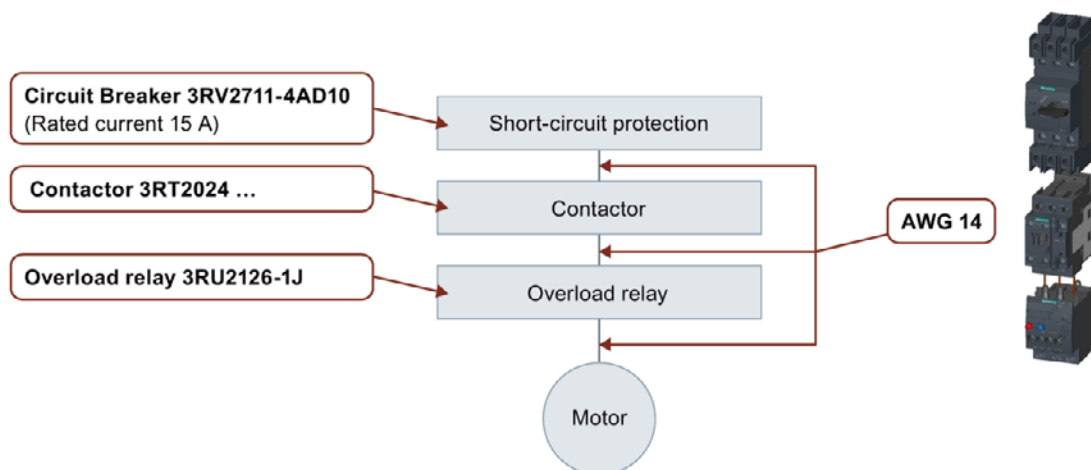 Circuit Breaker 3RV2711-4AD10
(Rated current 15 A)
Short-circuit protection
Contactor 3RT2024 ...
Contactor
AWG 14
Overload relay 3RU2126-1J
Overload relay
Motor